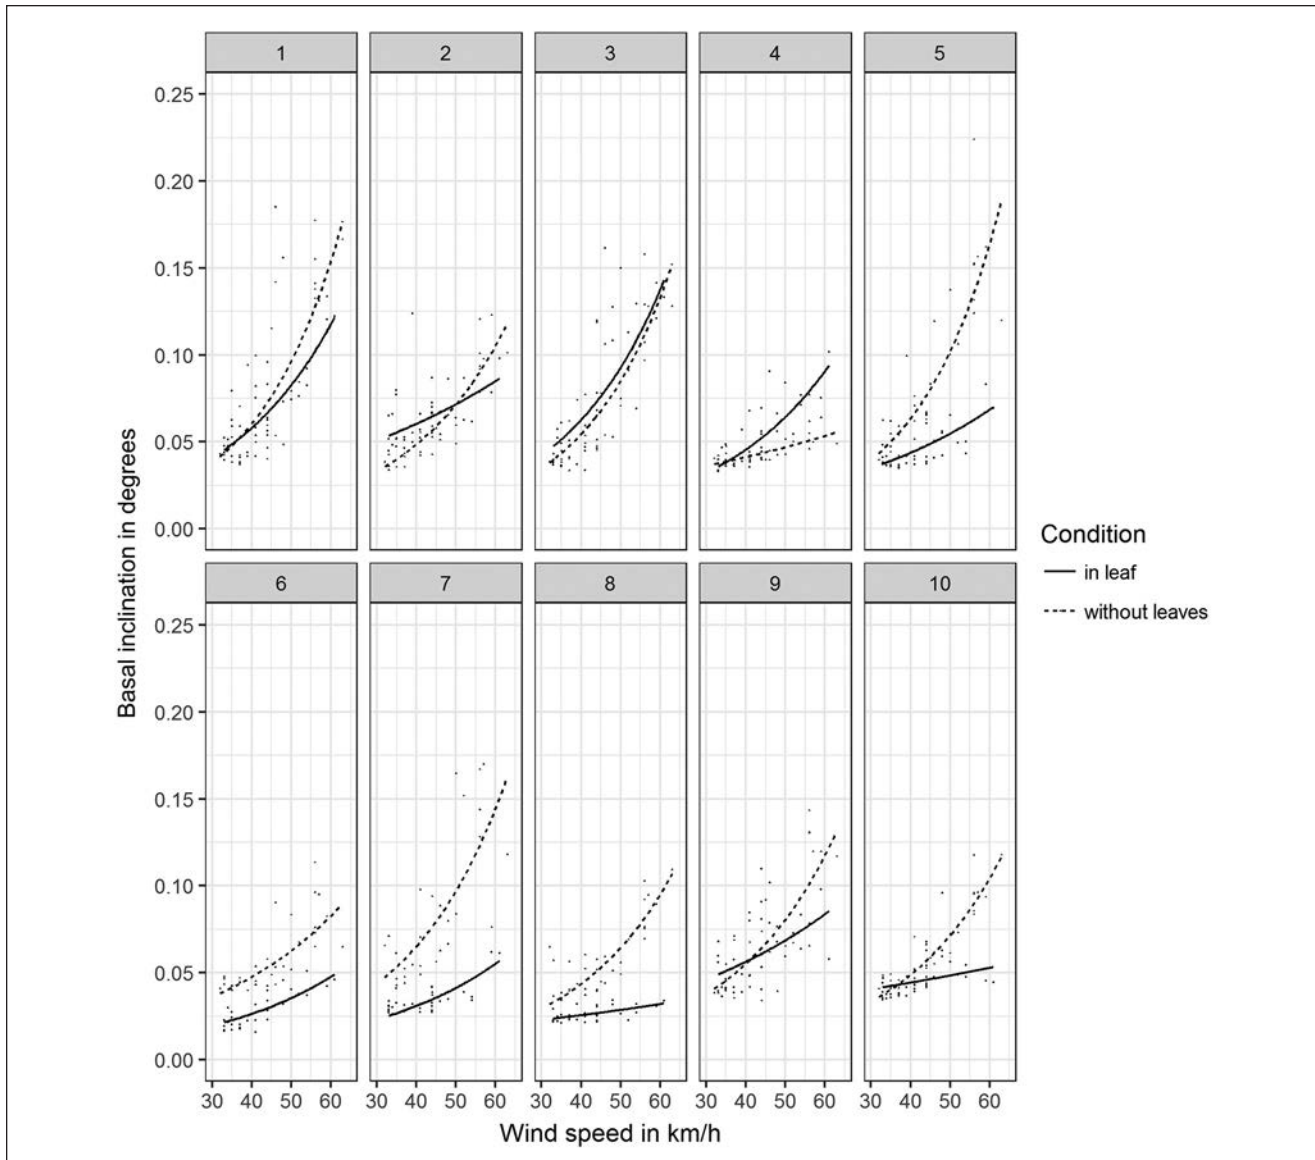 1 2 3 4 5
0.25
0.20
0.15
0.10
0.05
0.00
6 7 8 9 10
0.25
0.20
0.15
0.10
0.05
0.00
30 40 50 60 30 40 50 60 30 40 50 60 30 40 50 60 30 40 50 60
Wind speed in km/h
Basal inclination in degrees
Condition
in leaf
without leaves